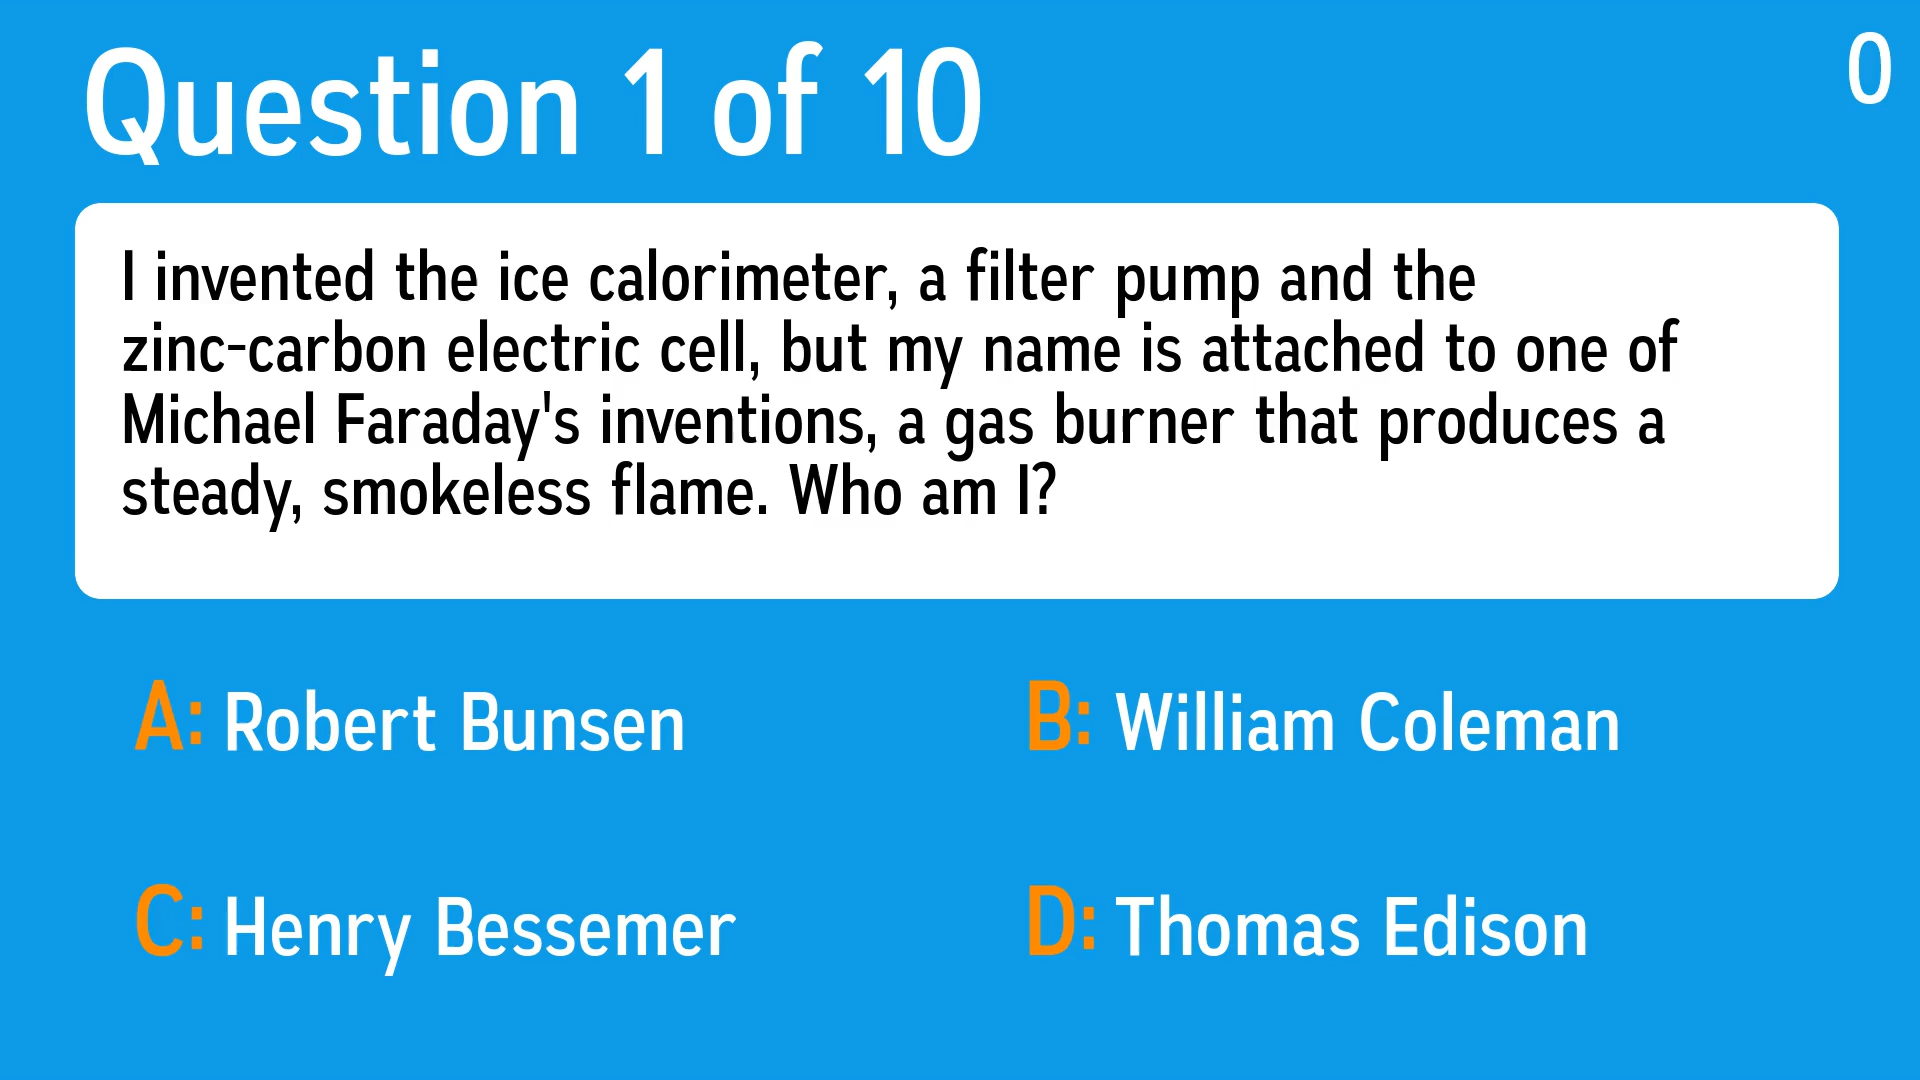 Question 1 of 10
0
I invented the ice calorimeter, a filter pump and the
zinc-carbon electric cell, but my name is attached to one of
Michael Faraday's inventions, a gas burner that produces a
steady, smokeless flame. Who am I?
A: Robert Bunsen
B: William Coleman
C: Henry Bessemer
D: Thomas Edison